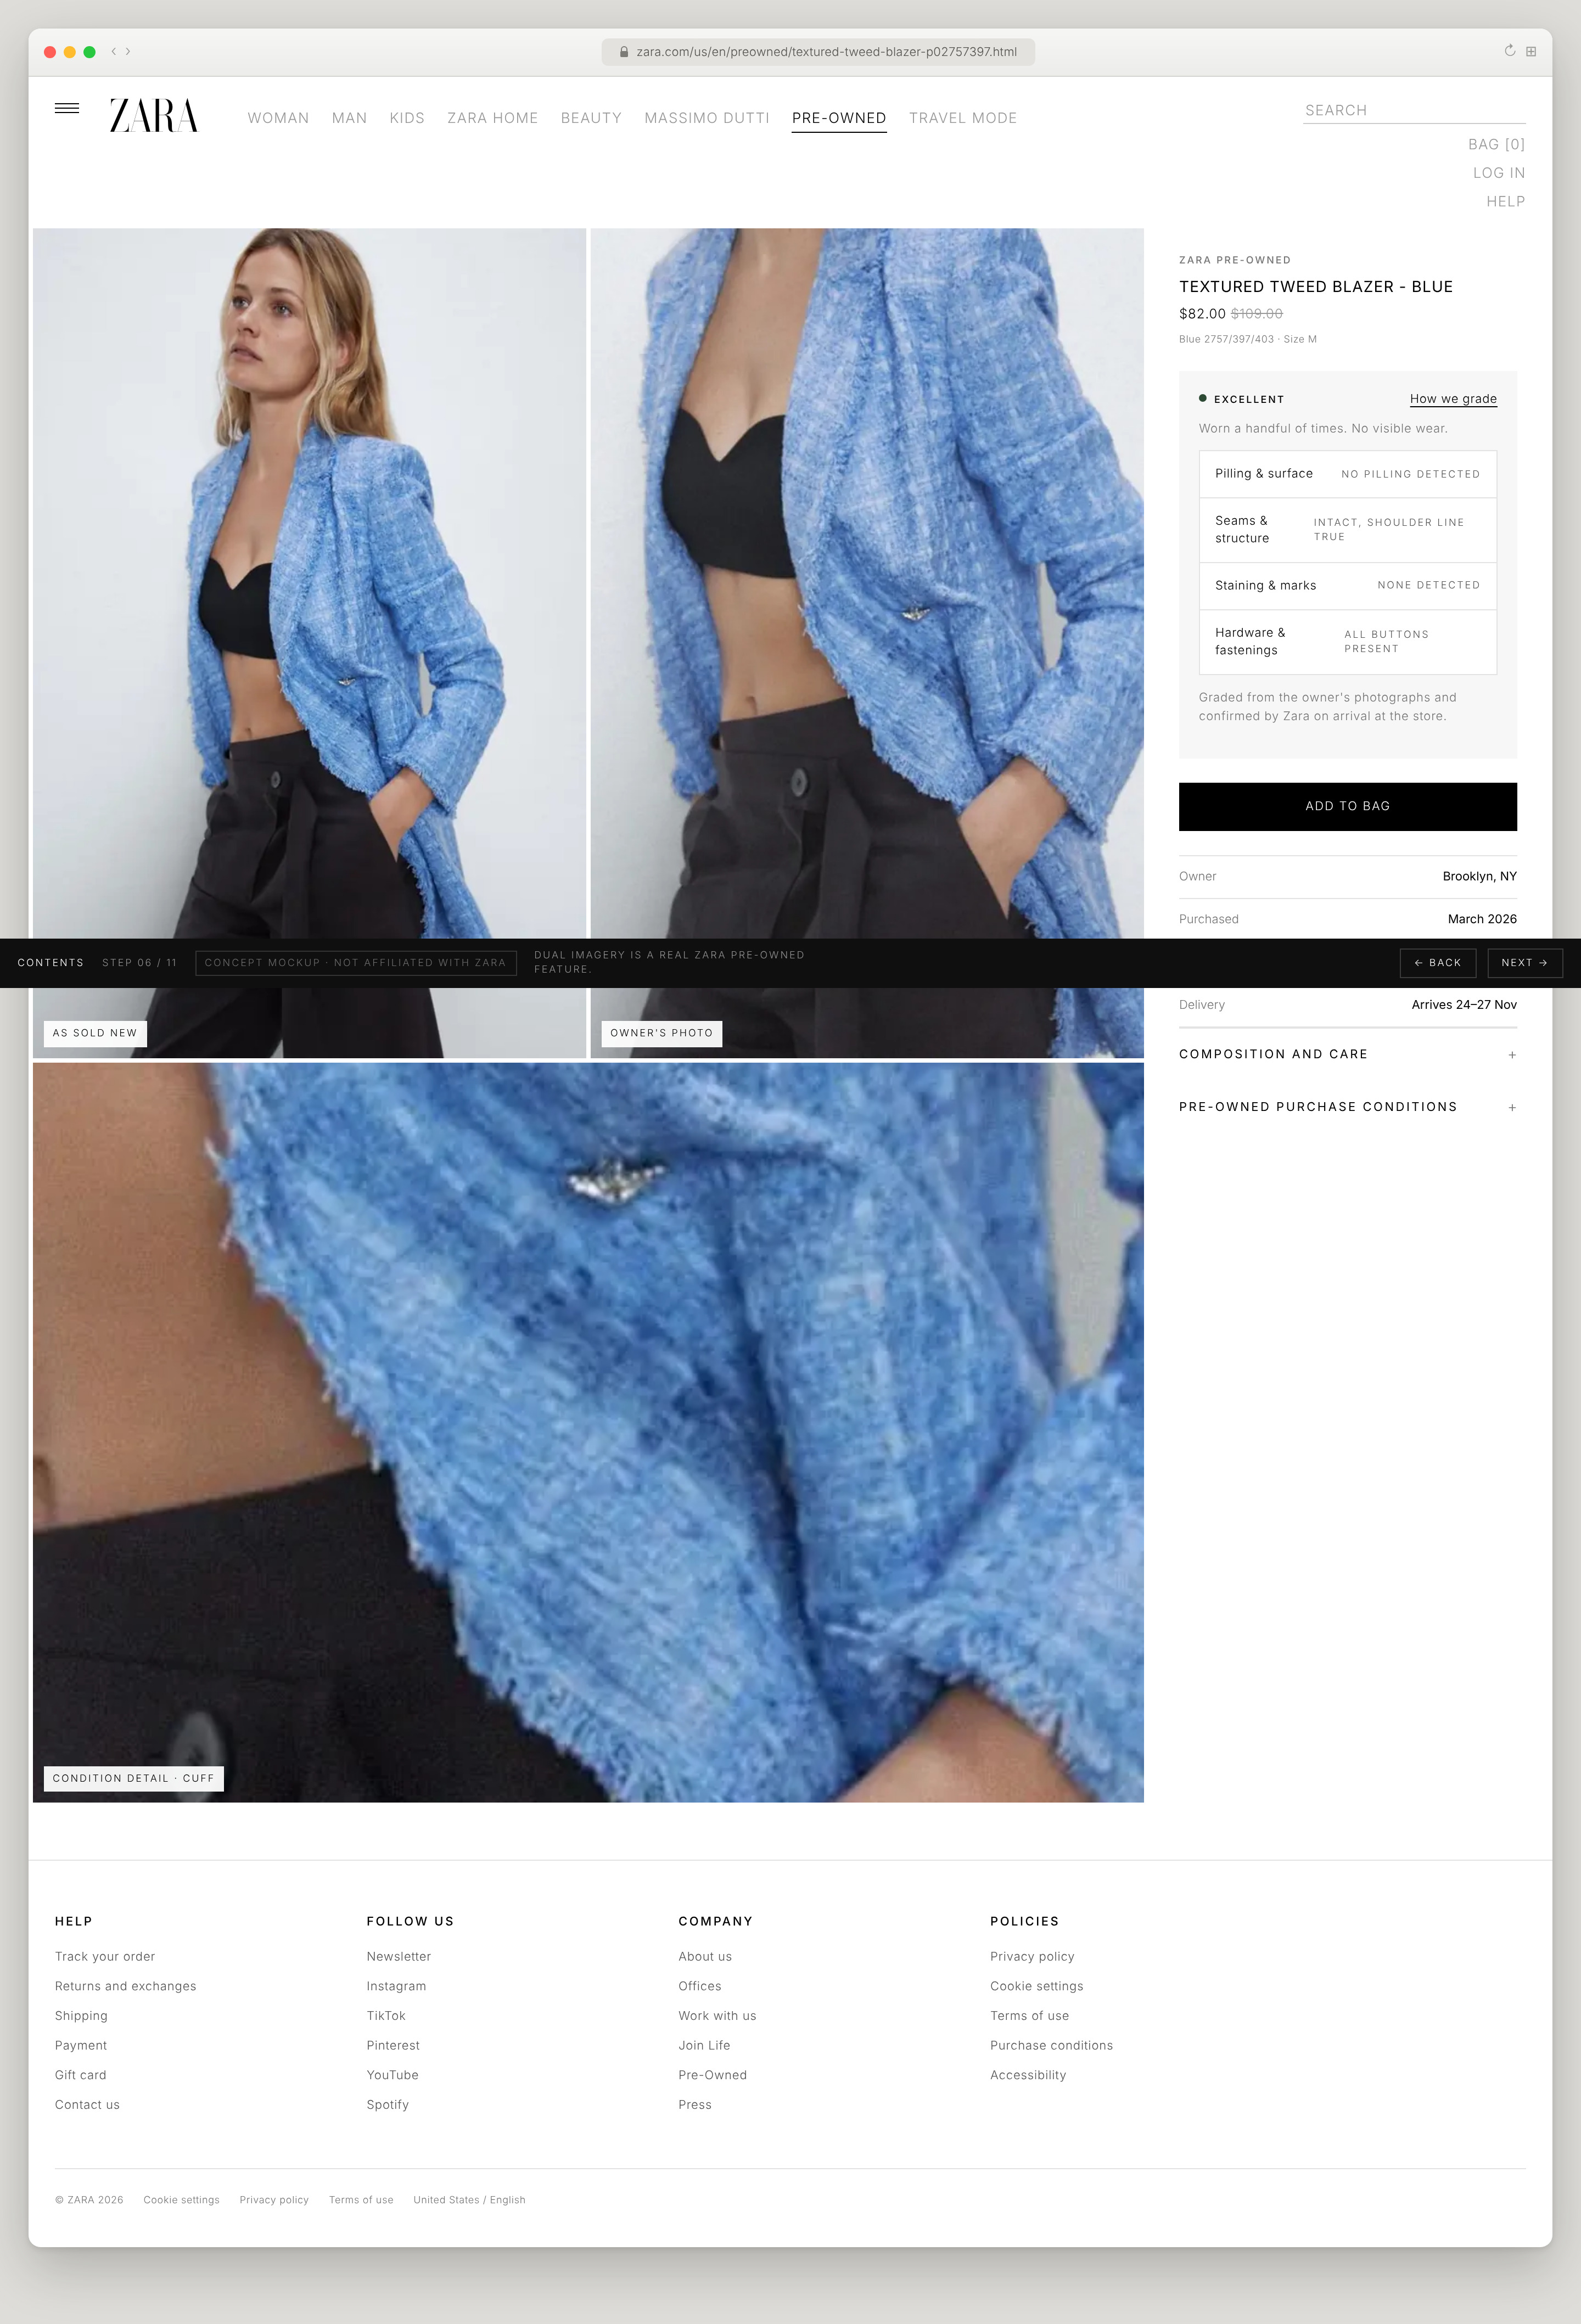 zara.com/us/en/preowned/textured-tweed-blazer-p02757397.html
ZARA
WOMAN MAN KIDS ZARA HOME BEAUTY MASSIMO DUTTI PRE-OWNED TRAVEL MODE
SEARCH
BAG [0]
LOG IN
HELP
ZARA PRE-OWNED
TEXTURED TWEED BLAZER - BLUE
$82.00 $109.00
Blue 2757/397/403 · Size M
EXCELLENT How we grade
Worn a handful of times. No visible wear.
Pilling & surface NO PILLING DETECTED
Seams & structure INTACT, SHOULDER LINE TRUE
Staining & marks NONE DETECTED
Hardware & fastenings ALL BUTTONS PRESENT
Graded from the owner's photographs and
confirmed by Zara on arrival at the store.
ADD TO BAG
Owner Brooklyn, NY
Purchased March 2026
CONTENTS STEP 06 / 11 CONCEPT MOCKUP · NOT AFFILIATED WITH ZARA
DUAL IMAGERY IS A REAL ZARA PRE-OWNED
FEATURE.
← BACK NEXT →
Delivery Arrives 24–27 Nov
AS SOLD NEW
OWNER'S PHOTO
COMPOSITION AND CARE +
PRE-OWNED PURCHASE CONDITIONS +
CONDITION DETAIL · CUFF
HELP
Track your order
Returns and exchanges
Shipping
Payment
Gift card
Contact us
FOLLOW US
Newsletter
Instagram
TikTok
Pinterest
YouTube
Spotify
COMPANY
About us
Offices
Work with us
Join Life
Pre-Owned
Press
POLICIES
Privacy policy
Cookie settings
Terms of use
Purchase conditions
Accessibility
© ZARA 2026 Cookie settings Privacy policy Terms of use United States / English